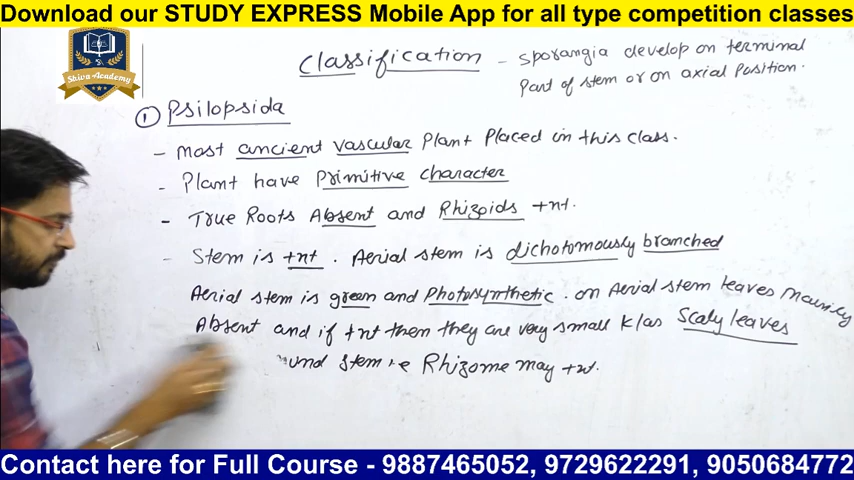 Download our STUDY EXPRESS Mobile App for all type competition classes
Shiva Academy
Classification - sporangia develop on terminal
Part of stem or on axial Position.
① Psilopsida
- Most ancient vascular Plant Placed in this class.
- Plant have Primitive character
- True Roots Absent and Rhizoids +nt.
- Stem is +nt. Aerial stem is dichotomously branched
Aerial stem is green and Photosynthetic. on Aerial stem leaves mainly
Absent and if +nt then they are very small k/as Scaly leaves
und stem i.e Rhizome may +nt.
Contact here for Full Course - 9887465052, 9729622291, 9050684772